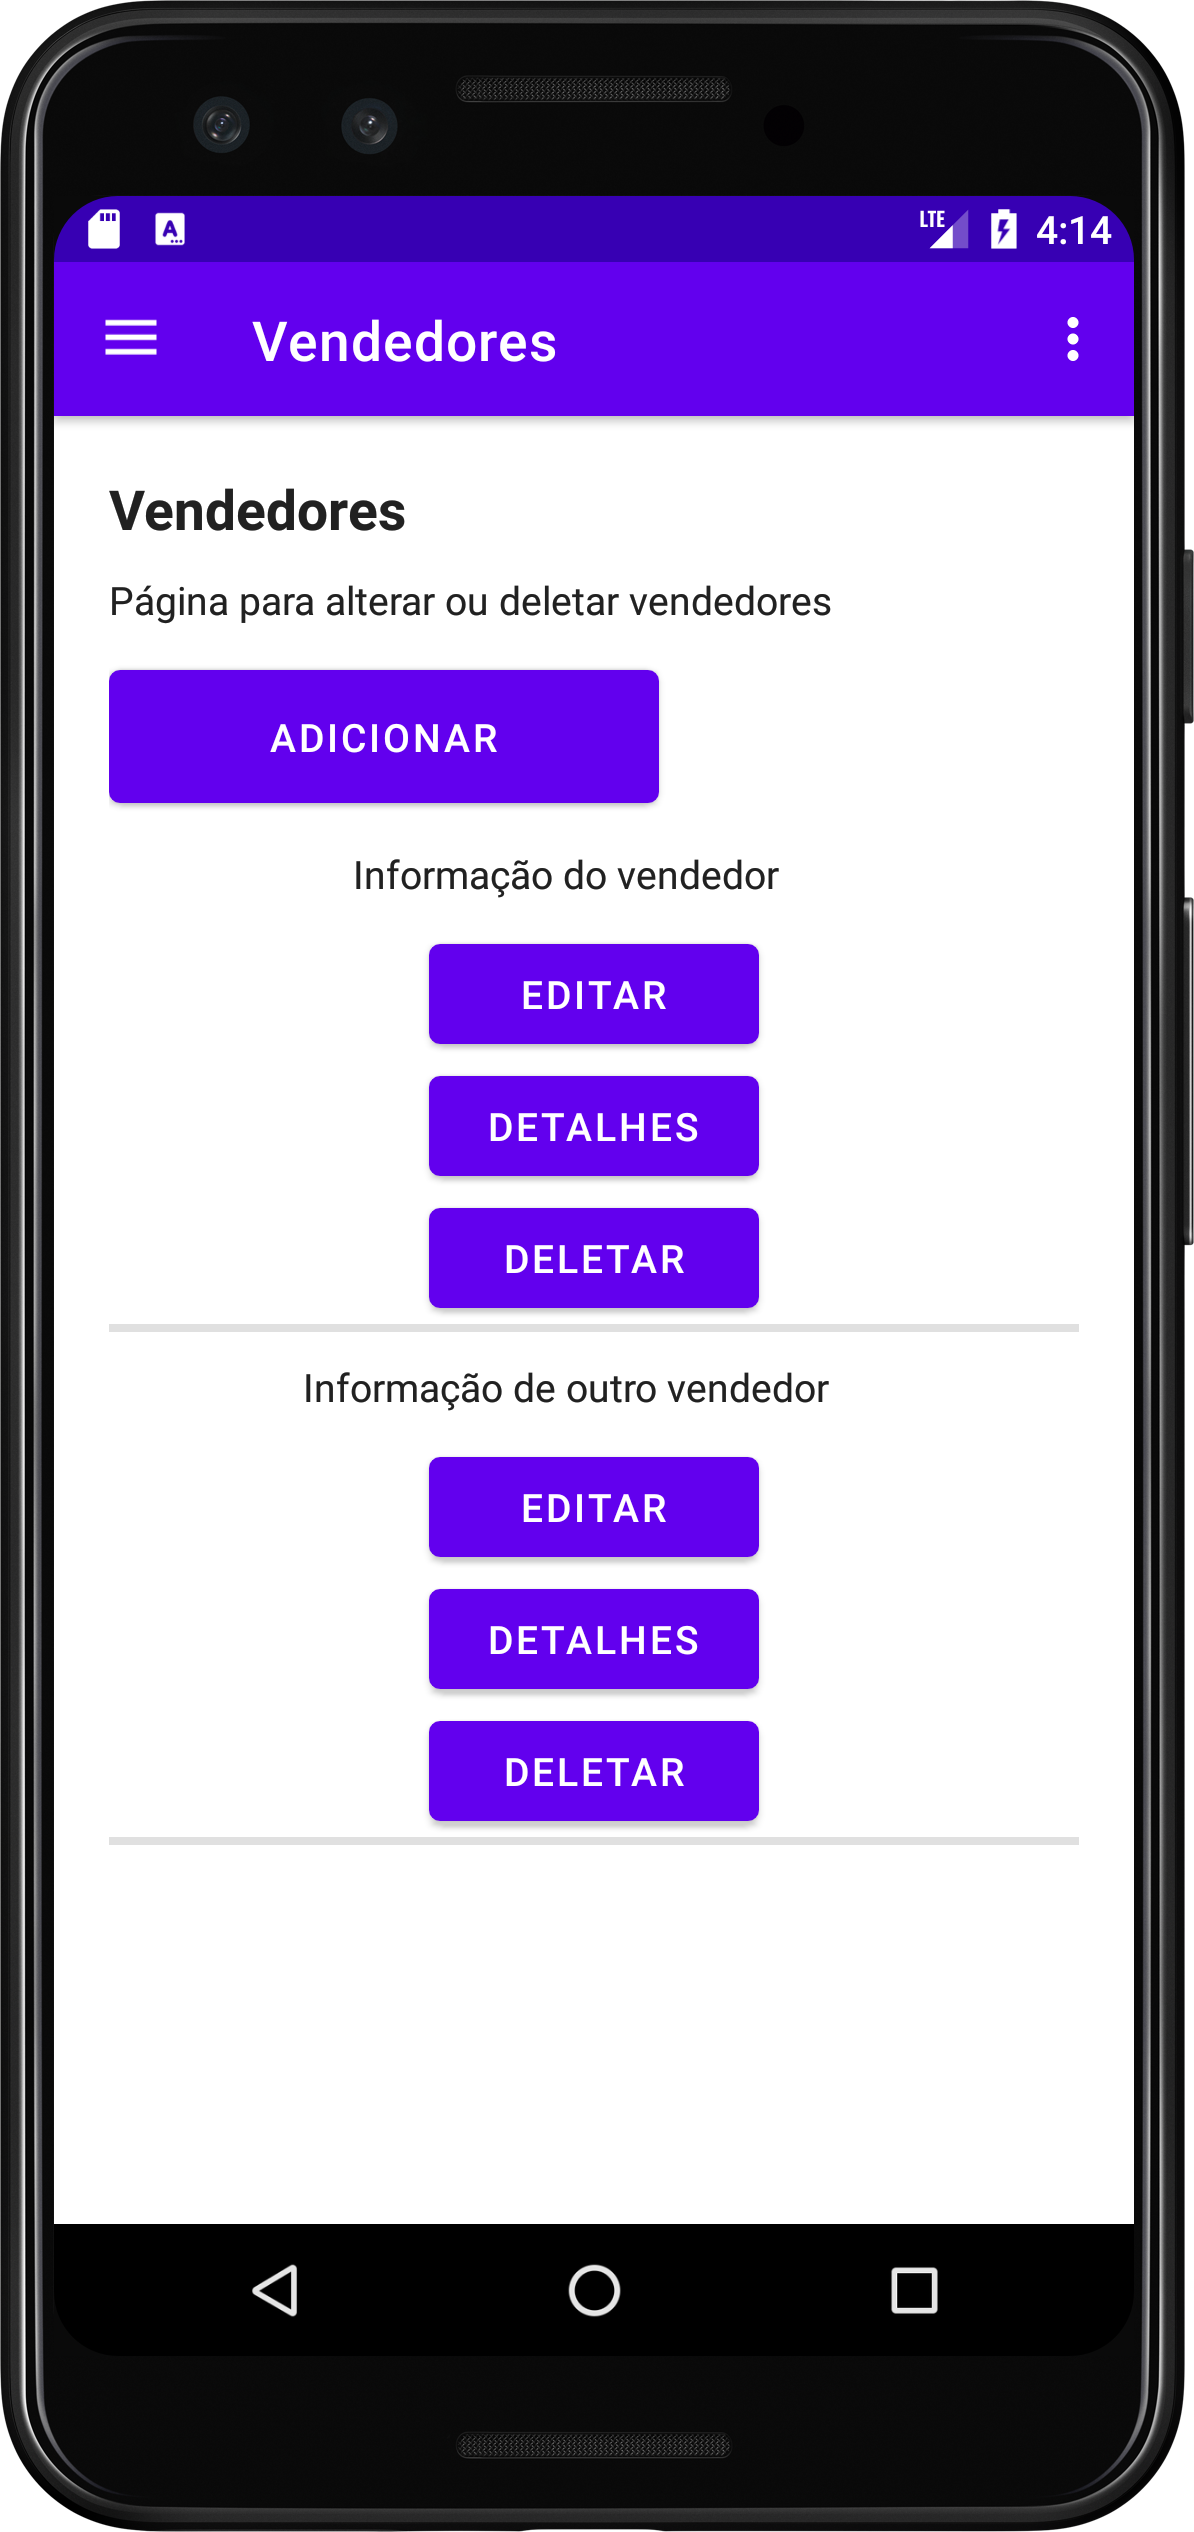 LTE 4:14
Vendedores
Vendedores
Página para alterar ou deletar vendedores
ADICIONAR
Informação do vendedor
EDITAR
DETALHES
DELETAR
Informação de outro vendedor
EDITAR
DETALHES
DELETAR